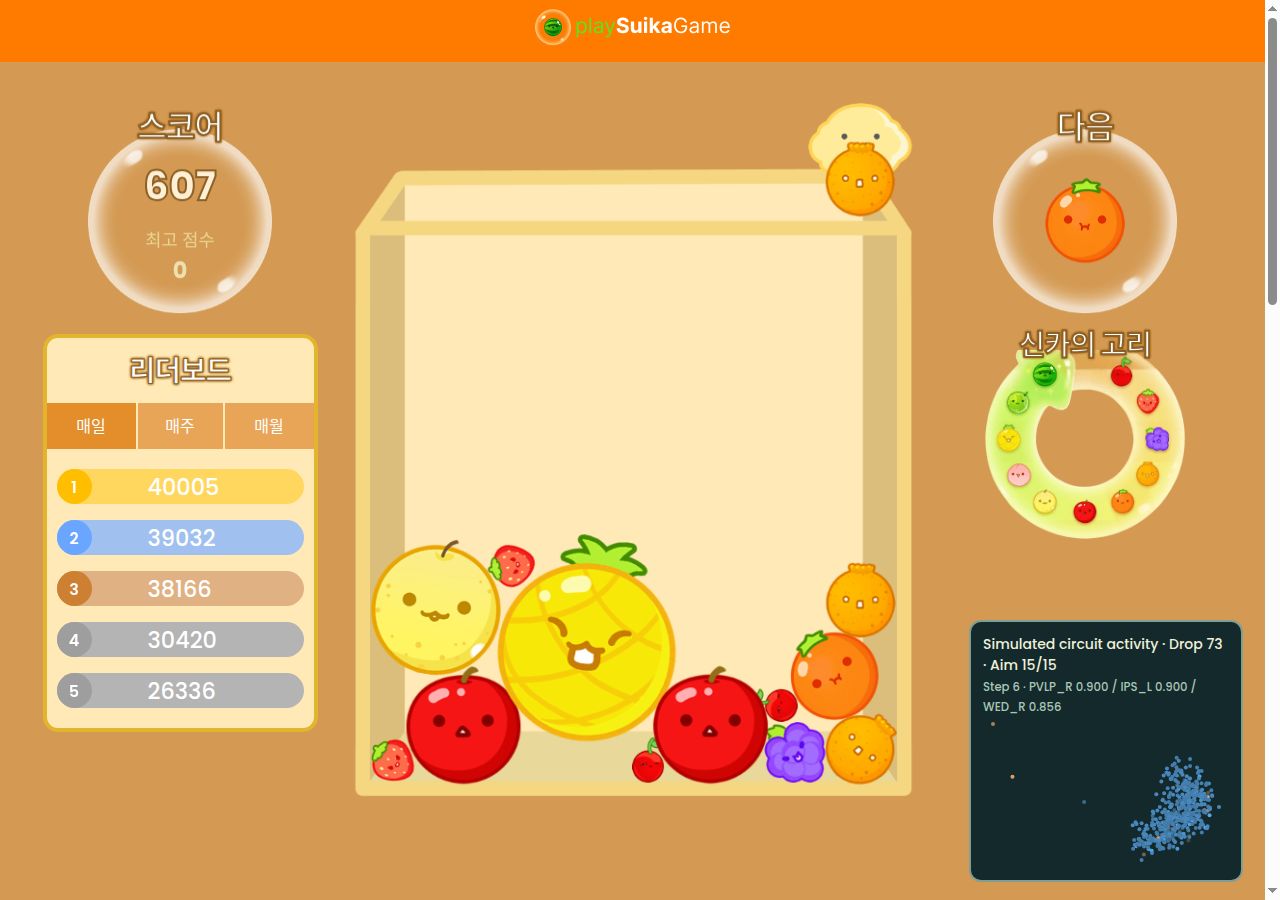 playSuikaGame
스코어
607
최고 점수
0
다음
리더보드
매일 매주 매월
1 40005
2 39032
3 38166
4 30420
5 26336
신카의 고리
Simulated circuit activity · Drop 73
· Aim 15/15
Step 6 · PVLP_R 0.900 / IPS_L 0.900 /
WED_R 0.856